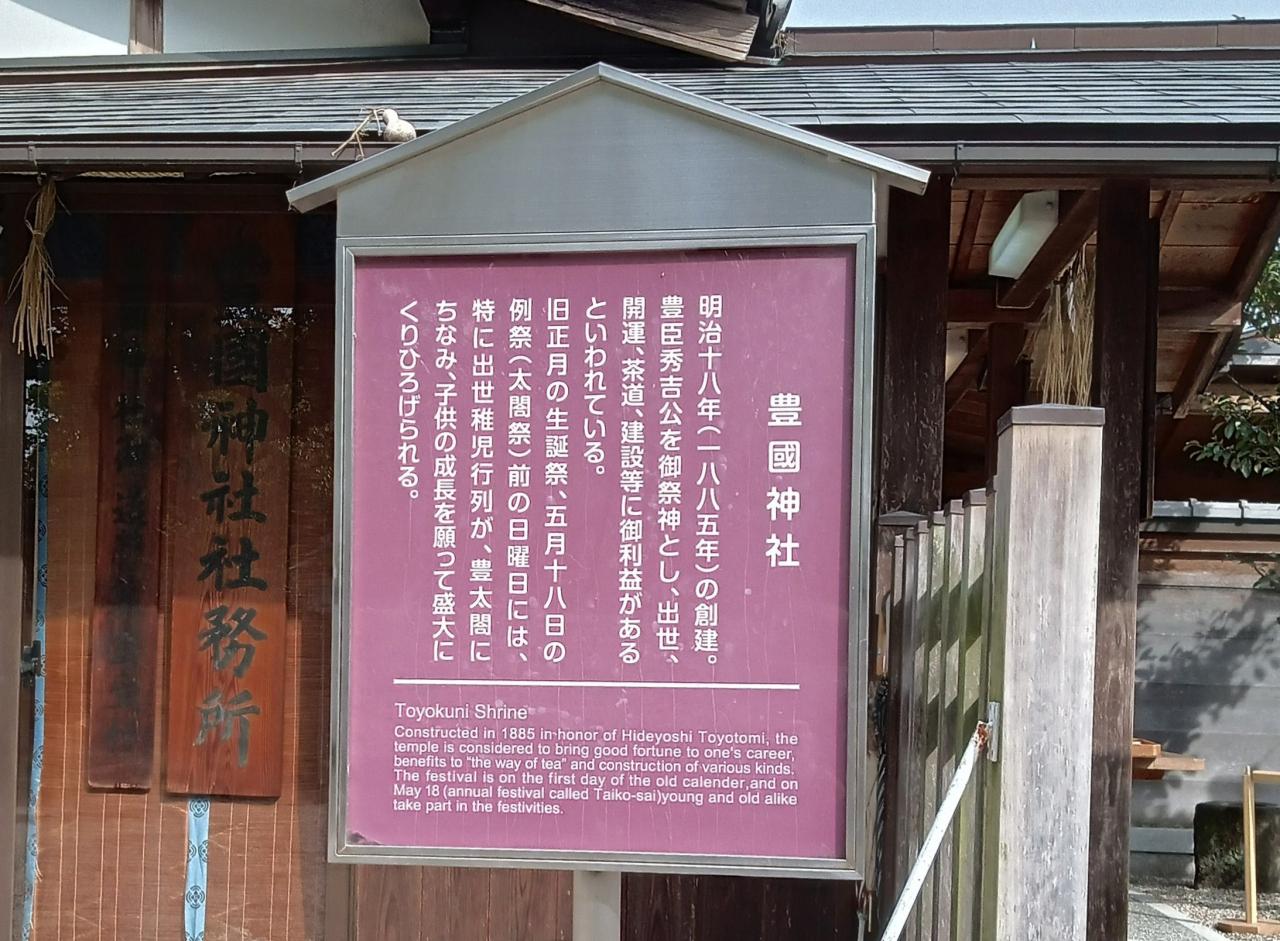 豊國神社
明治十八年（一八八五年）の創建。
豊臣秀吉公を御祭神とし、出世、
開運、茶道、建設等に御利益がある
といわれている。
旧正月の生誕祭、五月十八日の
例祭（太閤祭）前の日曜日には、
特に出世稚児行列が、豊太閤に
ちなみ、子供の成長を願って盛大に
くりひろげられる。
Toyokuni Shrine
Constructed in 1885 in honor of Hideyoshi Toyotomi, the
temple is considered to bring good fortune to one's career,
benefits to "the way of tea" and construction of various kinds.
The festival is on the first day of the old calender,and on
May 18 (annual festival called Taiko-sai)young and old alike
take part in the festivities.
國神社社務所